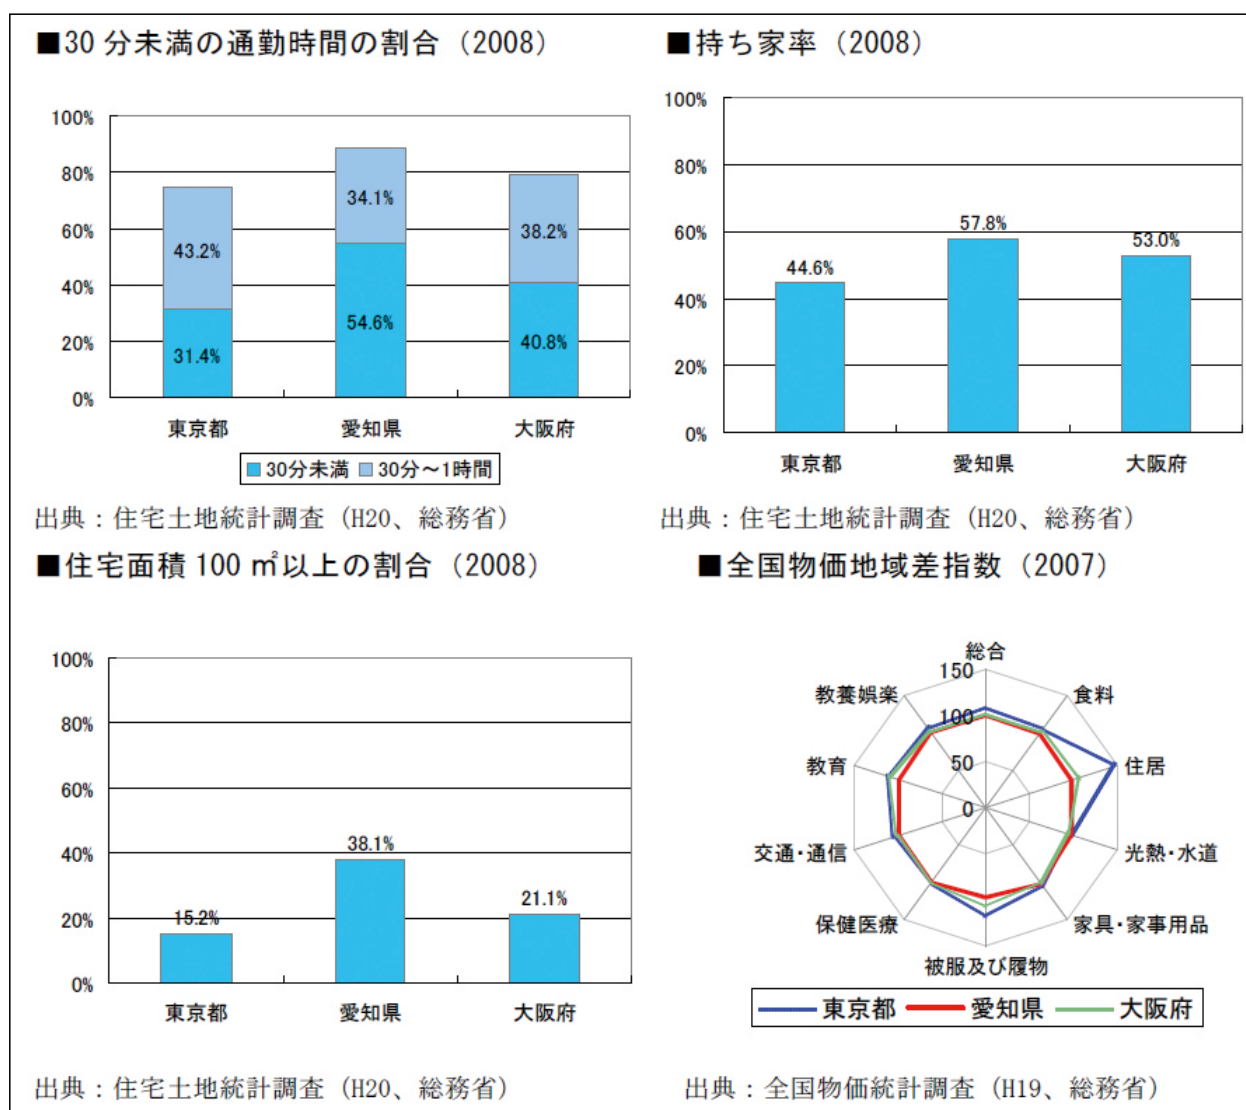 ■30 分未満の通勤時間の割合（2008）
100%
80%
60%
40%
20%
0%
43.2%
31.4%
34.1%
54.6%
38.2%
40.8%
東京都 愛知県 大阪府
30分未満 30分～1時間
出典：住宅土地統計調査（H20、総務省）
■持ち家率（2008）
100%
80%
60%
40%
20%
0%
44.6%
57.8%
53.0%
東京都 愛知県 大阪府
出典：住宅土地統計調査（H20、総務省）
■住宅面積 100 ㎡以上の割合（2008）
100%
80%
60%
40%
20%
0%
15.2%
38.1%
21.1%
東京都 愛知県 大阪府
出典：住宅土地統計調査（H20、総務省）
■全国物価地域差指数（2007）
150
100
50
0
総合
食料
住居
光熱・水道
家具・家事用品
被服及び履物
保健医療
交通・通信
教育
教養娯楽
東京都 愛知県 大阪府
出典：全国物価統計調査（H19、総務省）